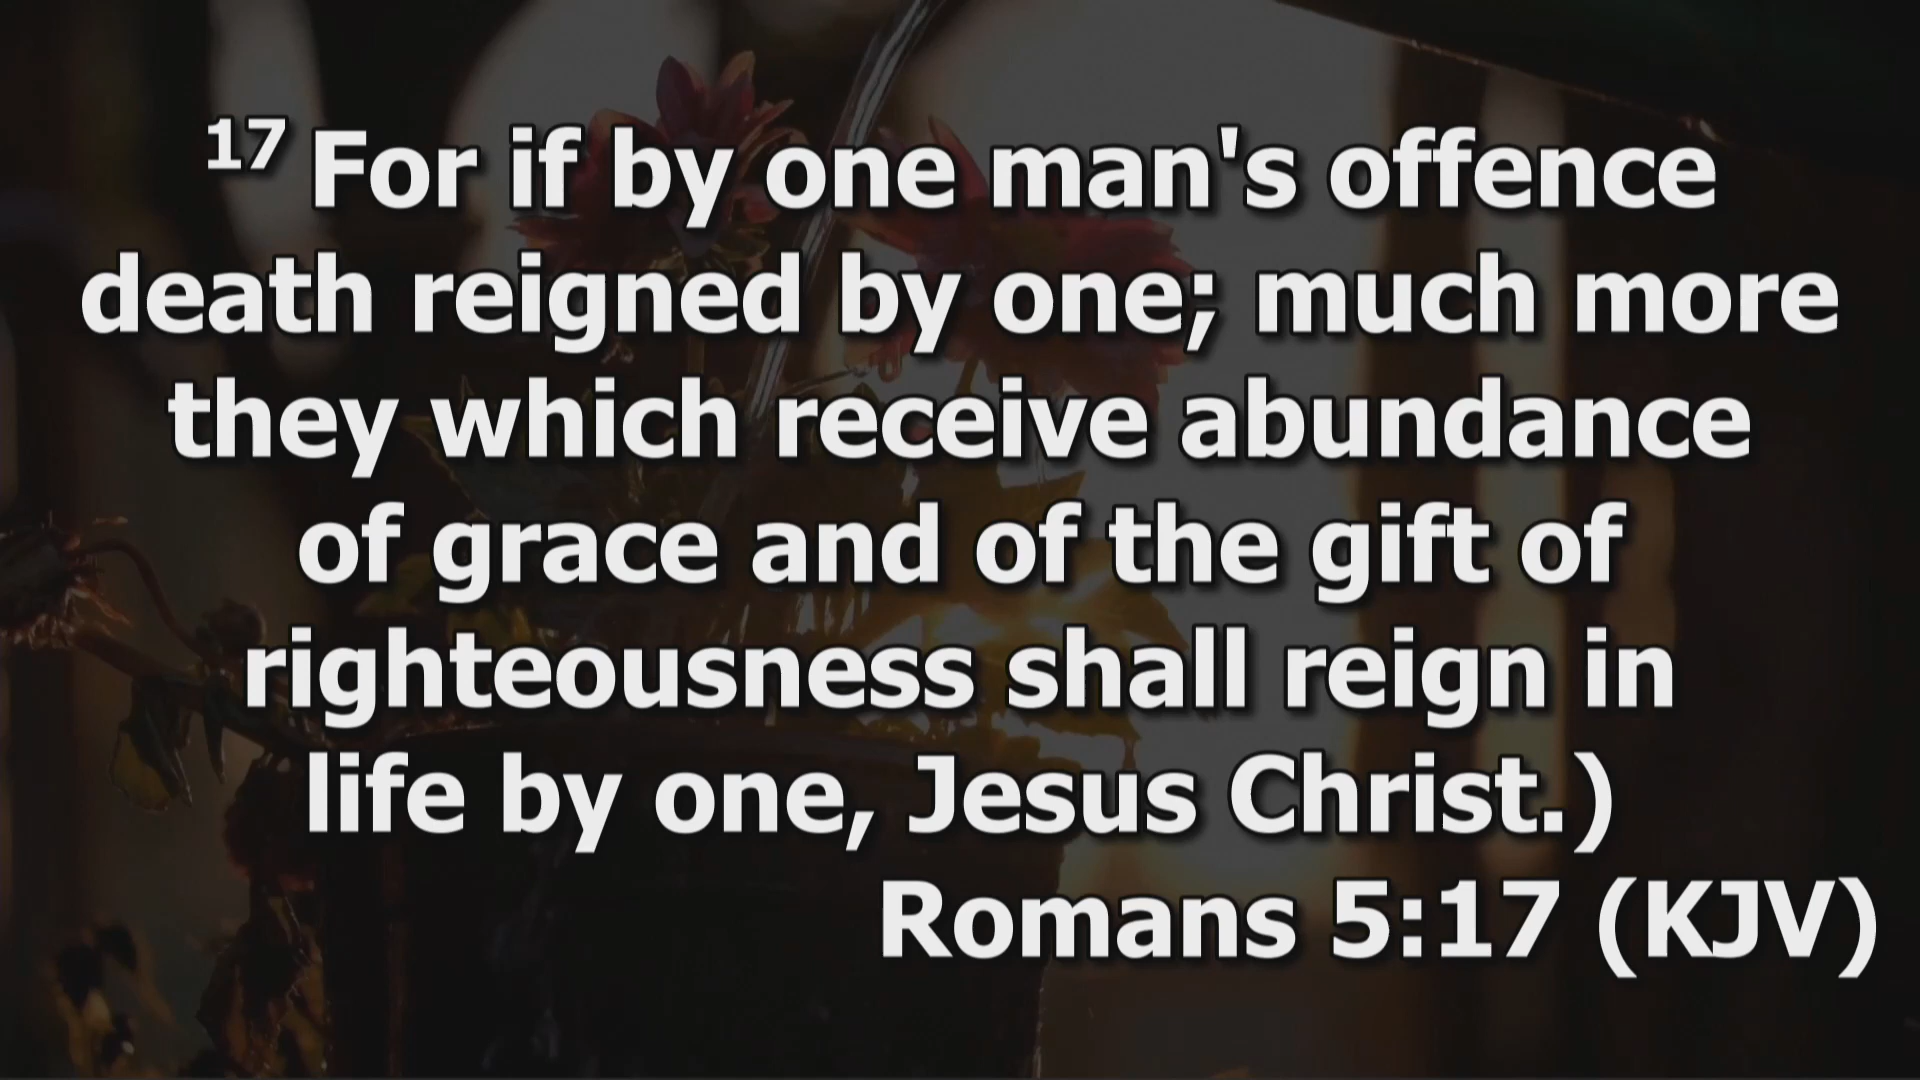 17 For if by one man's offence
death reigned by one; much more
they which receive abundance
of grace and of the gift of
righteousness shall reign in
life by one, Jesus Christ.)
Romans 5:17 (KJV)